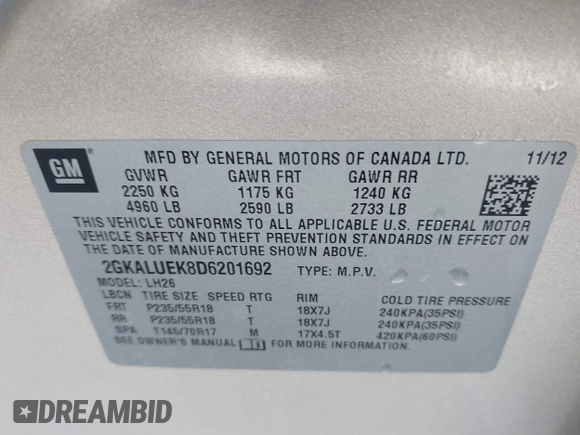 GM
MFD BY GENERAL MOTORS OF CANADA LTD. 11/12
GVWR GAWR FRT GAWR RR
2250 KG 1175 KG 1240 KG
4960 LB 2590 LB 2733 LB
THIS VEHICLE CONFORMS TO ALL APPLICABLE U.S. FEDERAL MOTOR
VEHICLE SAFETY AND THEFT PREVENTION STANDARDS IN EFFECT ON
THE DATE OF MANUFACTURE SHOWN ABOVE.
2GKALUEK8D6201692 TYPE: M.P.V.
MODEL: LH26
LBCN TIRE SIZE SPEED RTG RIM COLD TIRE PRESSURE
FRT P235/55R18 T 18X7J 240KPA(35PSI)
RR P235/55R18 T 18X7J 240KPA(35PSI)
SPA T145/70R17 M 17X4.5T 420KPA(60PSI)
SEE OWNER'S MANUAL FOR MORE INFORMATION.
DREAMBID